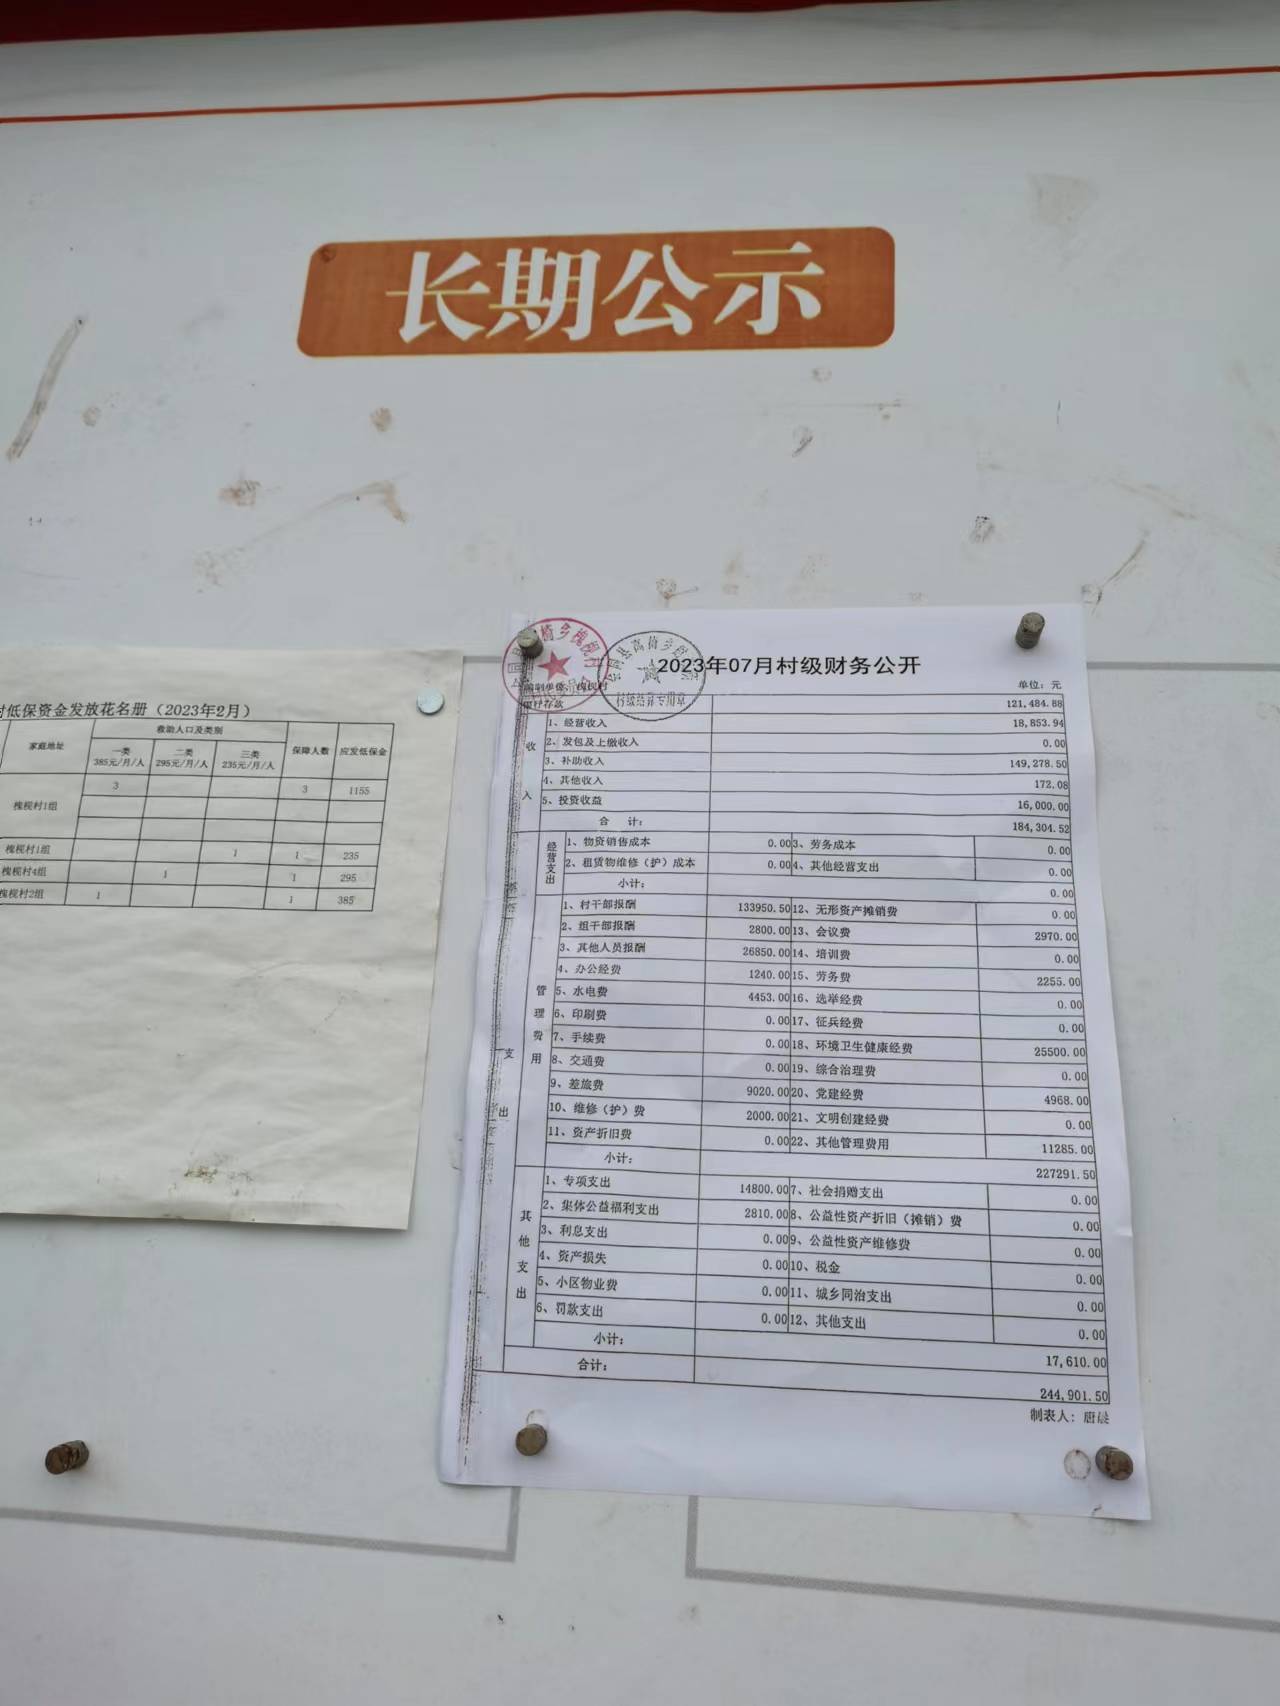 长期公示
村低保资金发放花名册（2023年2月）
家庭地址 救助人口及类别 保障人数 应发低保金
一类 二类 三类
385元/月/人 295元/月/人 235元/月/人
槐枧村1组 3 3 1155
槐枧村1组 1 1 235
槐枧村4组 1 1 295
槐枧村2组 1 1 385
2023年07月村级财务公开
编制单位：槐枧村 单位：元
银行存款 121,484.88
收入
1、经营收入 18,853.94
2、发包及上缴收入 0.00
3、补助收入 149,278.50
4、其他收入 172.08
5、投资收益 16,000.00
合 计： 184,304.52
支出
经营支出
1、物资销售成本 0.00 3、劳务成本 0.00
2、租赁物维修（护）成本 0.00 4、其他经营支出 0.00
小计： 0.00
管理费用
1、村干部报酬 133950.50 12、无形资产摊销费 0.00
2、组干部报酬 2800.00 13、会议费 2970.00
3、其他人员报酬 26850.00 14、培训费 0.00
4、办公经费 1240.00 15、劳务费 2255.00
5、水电费 4453.00 16、选举经费 0.00
6、印刷费 0.00 17、征兵经费 0.00
7、手续费 0.00 18、环境卫生健康经费 25500.00
8、交通费 0.00 19、综合治理费 0.00
9、差旅费 9020.00 20、党建经费 4968.00
10、维修（护）费 2000.00 21、文明创建经费 0.00
11、资产折旧费 0.00 22、其他管理费用 11285.00
小计： 227291.50
其他支出
1、专项支出 14800.00 7、社会捐赠支出 0.00
2、集体公益福利支出 2810.00 8、公益性资产折旧（摊销）费 0.00
3、利息支出 0.00 9、公益性资产维修费 0.00
4、资产损失 0.00 10、税金 0.00
5、小区物业费 0.00 11、城乡同治支出 0.00
6、罚款支出 0.00 12、其他支出 0.00
小计： 17,610.00
合计： 244,901.50
制表人：唐晟